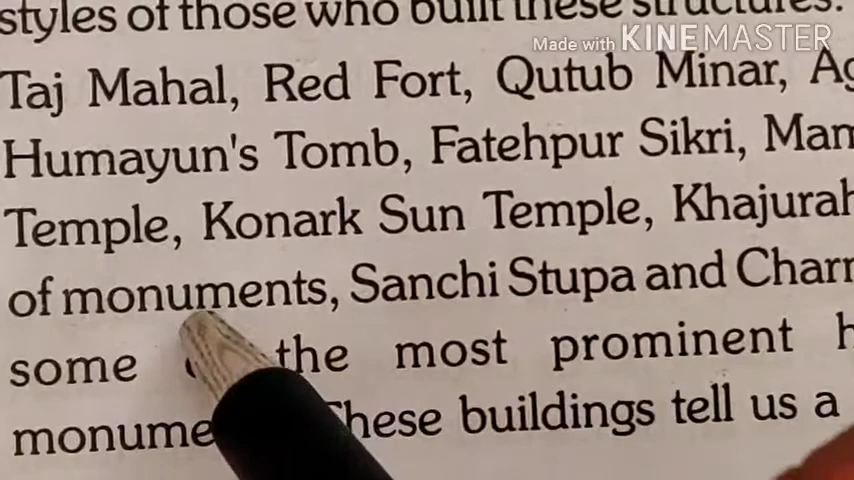 styles of those who built these structures.
Made with KINEMASTER
Taj Mahal, Red Fort, Qutub Minar, Ag
Humayun's Tomb, Fatehpur Sikri, Mam
Temple, Konark Sun Temple, Khajurah
of monuments, Sanchi Stupa and Charm
some the most prominent h
monume These buildings tell us a